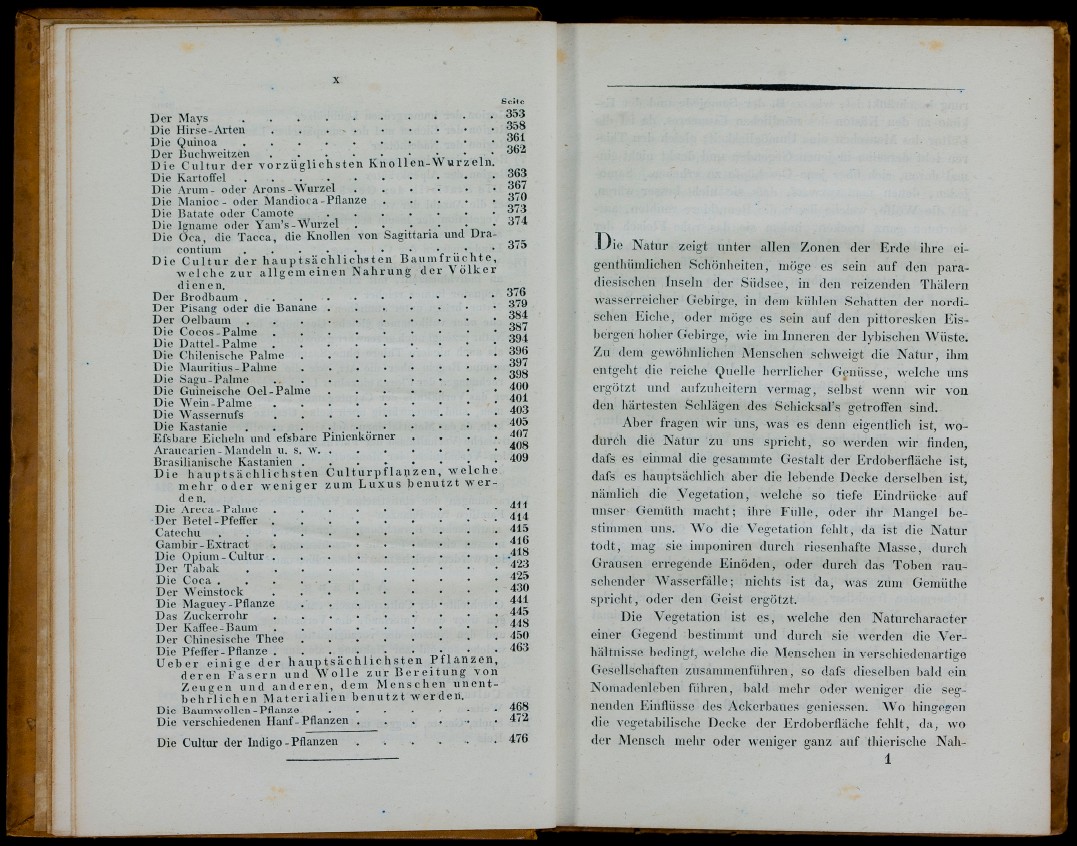 x
Seite
Der Mays . . . . . . . . . . 353
Die Hirse-Arten . . . . . . . . . 358
Die Quinoa . . . . . . . . . . 361
Der Buchweitzen . . . . . . . . . 362
Die Cultur der vorzüglichsten Knollen-Wurzeln.
Die Kartoffel . . . . . . . . . . 363
Die Arum- oder Arons-Wurzel . . . . . . 367
Die Manioc- oder Mandioca-Pflanze . . . . . 370
Die Batate oder Camote . . . . . . . 373
Die Igname oder Yam's-Wurzel . . . . . . 374
Die Oca, die Tacca, die Knollen von Sagittaria und Dra-
contium . . . . . . . . . . 375
Die Cultur der hauptsächlichsten Baumfrüchte,
welche zur allgemeinen Nahrung der Völker
dienen.
Der Brodbaum . . . . . . . . . . 376
Der Pisang oder die Banane . . . . . . . 379
Der Oelbaum . . . . . . . . . . 384
Die Cocos-Palme . . . . . . . . . 387
Die Dattel-Palme . . . . . . . . . 394
Die Chilenische Palme . . . . . . . . 396
Die Mauritius-Palme . . . . . . . . 397
Die Sagu-Palme . . . . . . . . . 398
Die Guineische Oel-Palme . . . . . . . 400
Die Wein-Palme . . . . . . . . . 401
Die Wassernufs . . . . . . . . . 403
Die Kastanie . . . . . . . . . . 405
Efsbare Eicheln und efsbare Pinienkörner . . . . 407
Araucarien-Mandeln u. s. w. . . . . . . . 408
Brasilianische Kastanien . . . . . . . . 409
Die hauptsächlichsten Culturpflanzen, welche
mehr oder weniger zum Luxus benutzt wer-
den.
Die Areca-Palme . . . . . . . . . 411
Der Betel-Pfeffer . . . . . . . . . 414
Catechu . . . . . . . . . . . 415
Gambir-Extract . . . . . . . . . 416
Die Opium-Cultur . . . . . . . . . 418
Der Tabak . . . . . . . . . . 423
Die Coca . . . . . . . . . . . 425
Der Weinstock . . . . . . . . . 430
Die Maguey-Pflanze . . . . . . . . 441
Das Zuckerrohr . . . . . . . . . 445
Der Kaffee-Baum . . . . . . . . . 448
Der Chinesische Thee . . . . . . . . 450
Die Pfeffer-Pflanze . . . . . . . . . 463
Ueber einige der hauptsächlichsten Pflanzen,
deren Fasern und Wolle zur Bereitung von
Zeugen und anderen, dem Menschen unent-
behrlichen Materialien benutzt werden.
Die Baumwollen-Pflanze . . . . . . . 468
Die verschiedenen Hanf-Pflanzen . . . . . . 472
Die Cultur der Indigo-Pflanzen . . . . . . 476
Die Natur zeigt unter allen Zonen der Erde ihre ei-
genthümlichen Schönheiten, möge es sein auf den para-
diesischen Inseln der Südsee, in den reizenden Thälern
wasserreicher Gebirge, in dem kühlen Schatten der nordi-
schen Eiche, oder möge es sein auf den pittoresken Eis-
bergen hoher Gebirge, wie im Inneren der lybischen Wüste.
Zu dem gewöhnlichen Menschen schweigt die Natur, ihm
entgeht die reiche Quelle herrlicher Genüsse, welche uns
ergötzt und aufzuheitern vermag, selbst wenn wir von
den härtesten Schlägen des Schicksal's getroffen sind.
Aber fragen wir uns, was es denn eigentlich ist, wo-
durch die Natur zu uns spricht, so werden wir finden,
dafs es einmal die gesammte Gestalt der Erdoberfläche ist,
dafs es hauptsächlich aber die lebende Decke derselben ist,
nämlich die Vegetation, welche so tiefe Eindrücke auf
unser Gemüth macht; ihre Fülle, oder ihr Mangel be-
stimmen uns. Wo die Vegetation fehlt, da ist die Natur
todt, mag sie imponiren durch riesenhafte Masse, durch
Grausen erregende Einöden, oder durch das Toben rau-
schender Wasserfälle; nichts ist da, was zum Gemüthe
spricht, oder den Geist ergötzt.
Die Vegetation ist es, welche den Naturcharacter
einer Gegend bestimmt und durch sie werden die Ver-
hältnisse bedingt, welche die Menschen in verschiedenartige
Gesellschaften zusammenführen, so dafs dieselben bald ein
Nomadenleben führen, bald mehr oder weniger die seg-
nenden Einflüsse des Ackerbaues geniessen. Wo hingegen
die vegetabilische Decke der Erdoberfläche fehlt, da, wo
der Mensch mehr oder weniger ganz auf thierische Nah-
1